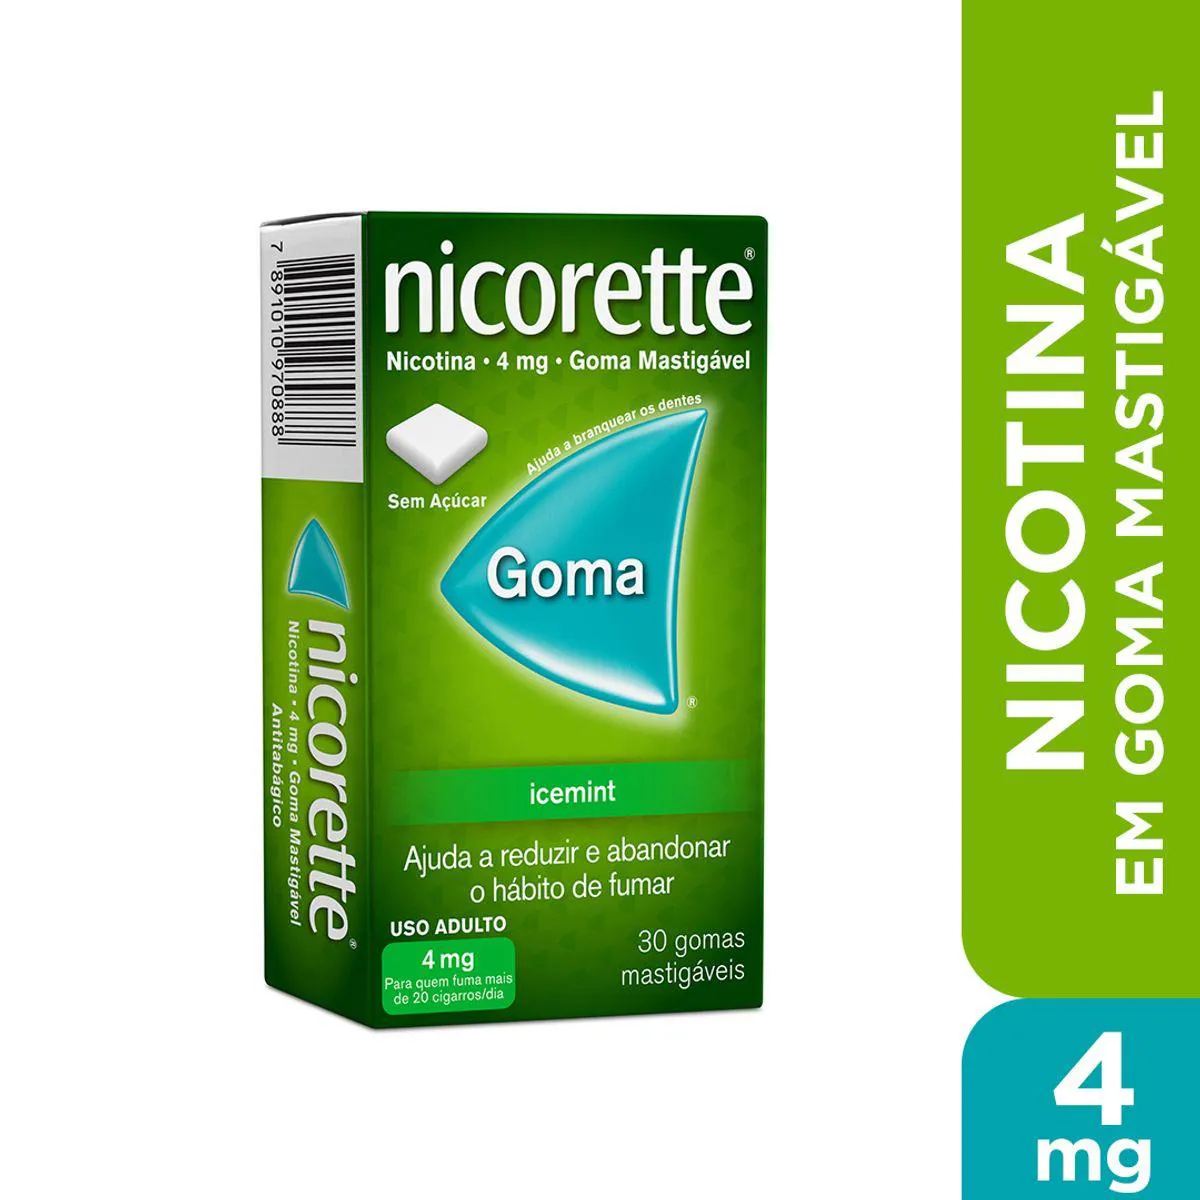 nicorette®
Nicotina • 4 mg • Goma Mastigável
Ajuda a branquear os dentes
Sem Açúcar
Goma
®
icemint
Ajuda a reduzir e abandonar
o hábito de fumar
USO ADULTO
4 mg
Para quem fuma mais
de 20 cigarros/dia
30 gomas
mastigáveis
7 891010 970888
nicorette®
Nicotina • 4 mg • Goma Mastigável
Antitabágico
NICOTINA
EM GOMA MASTIGÁVEL
4
mg